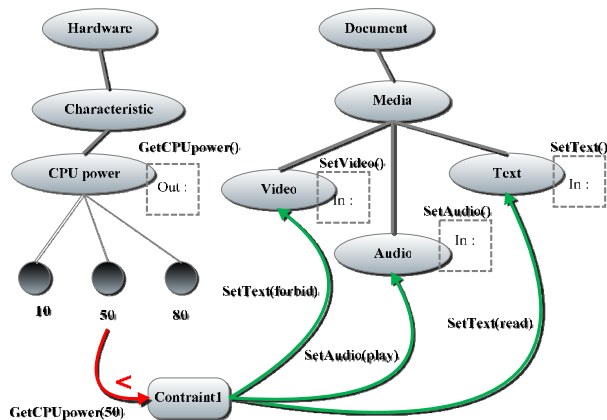 Hardware
Document
Characteristic
Media
GetCPUpower()
SetText()
CPU power
Out :
SetVideo()
Video
In :
Text
In :
SetAudio()
Audio
In :
10
50
80
SetText(forbid)
SetAudio(play)
SetText(read)
<
GetCPUpower(50)
Contraint1